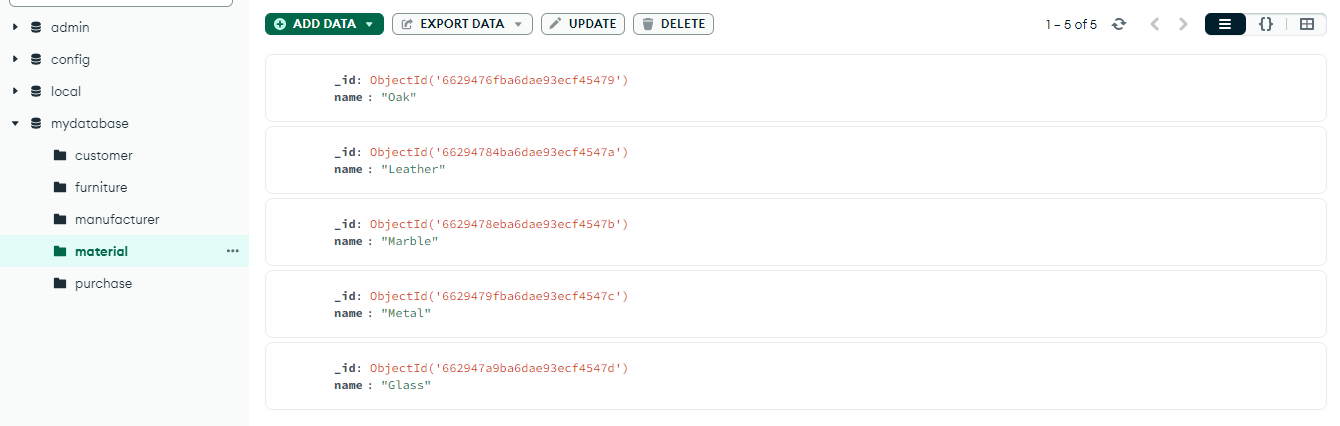 admin
config
local
mydatabase
customer
furniture
manufacturer
material
purchase
ADD DATA EXPORT DATA UPDATE DELETE 1 – 5 of 5 {}
_id: ObjectId('6629476fba6dae93ecf45479')
name : "Oak"
_id: ObjectId('66294784ba6dae93ecf4547a')
name : "Leather"
_id: ObjectId('6629478eba6dae93ecf4547b')
name : "Marble"
_id: ObjectId('6629479fba6dae93ecf4547c')
name : "Metal"
_id: ObjectId('662947a9ba6dae93ecf4547d')
name : "Glass"